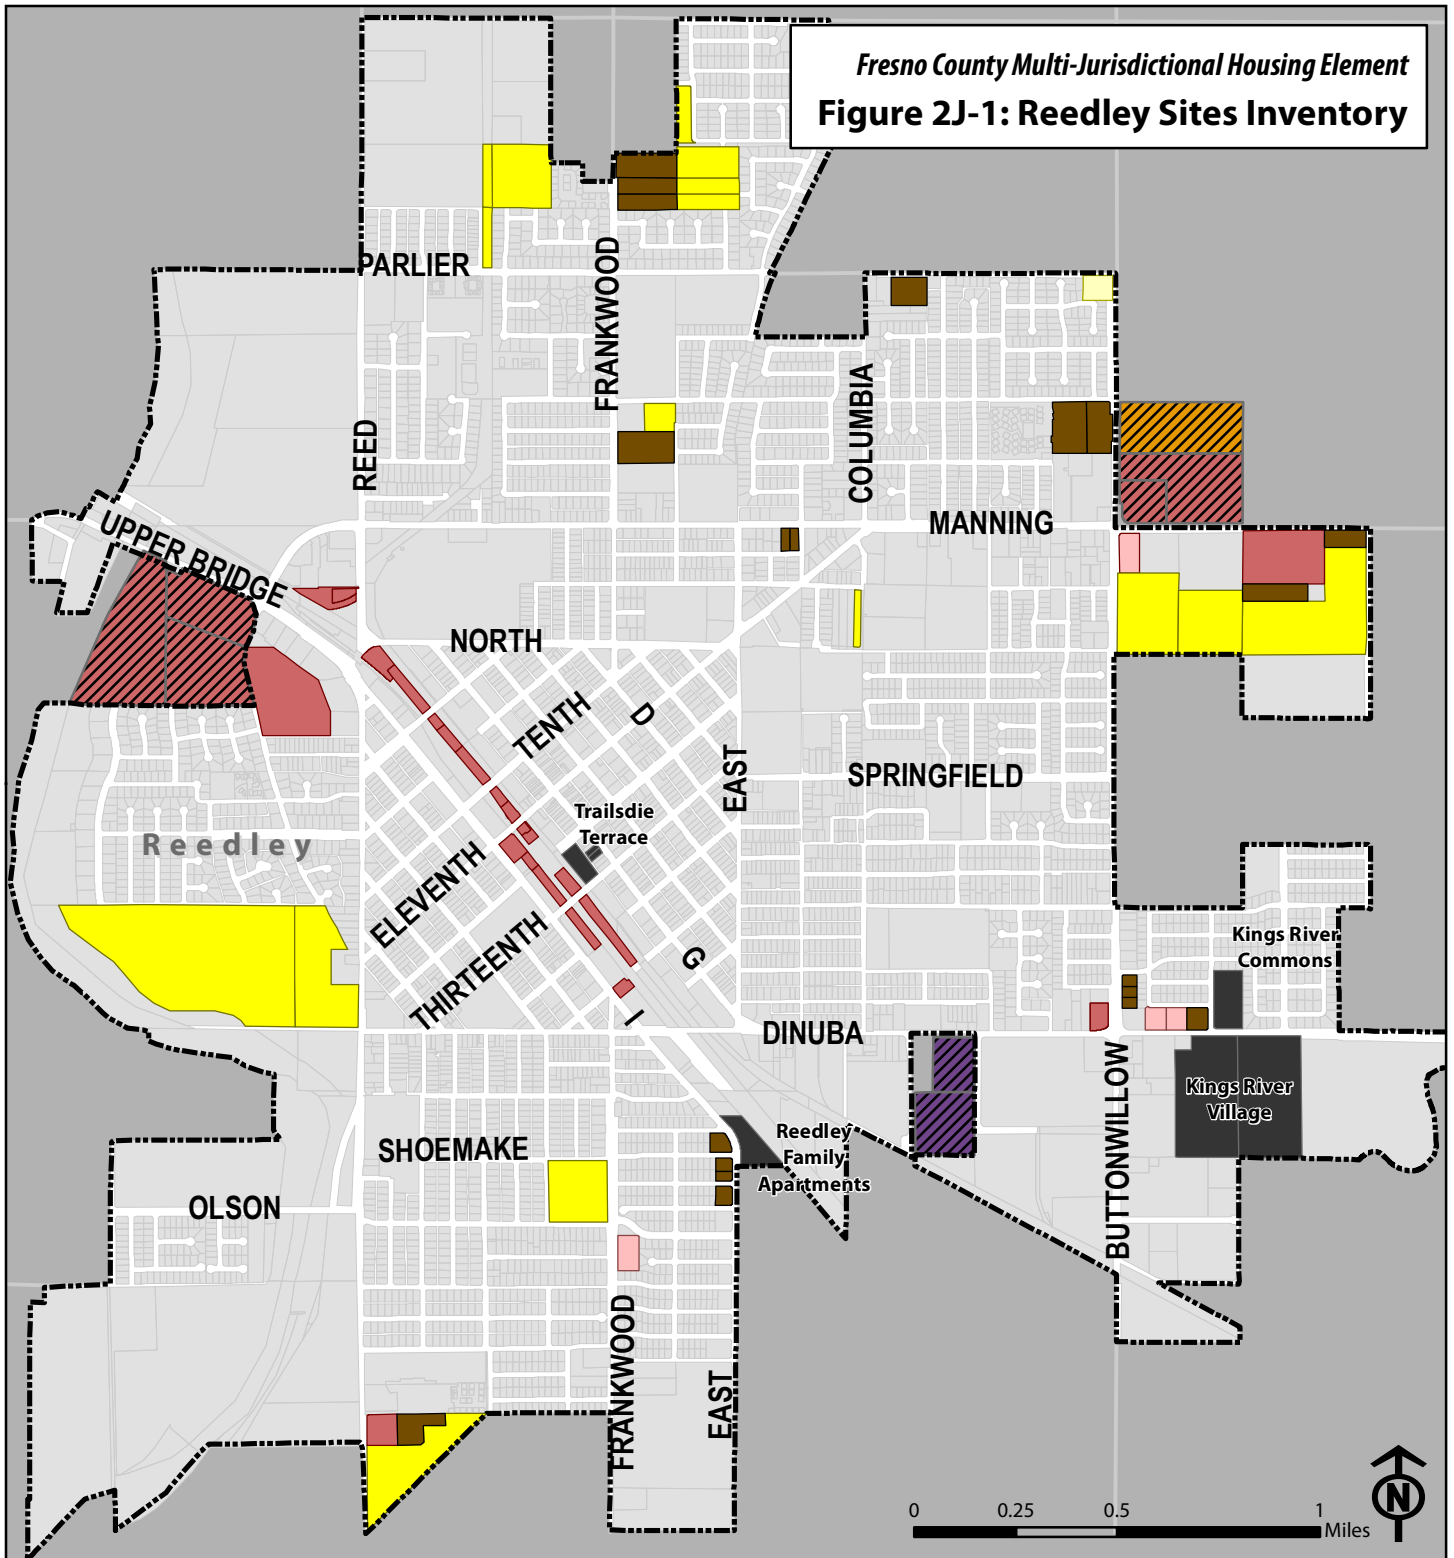 Fresno County Multi-Jurisdictional Housing Element
Figure 2J-1: Reedley Sites Inventory
PARLIER
FRANKWOOD
REED
COLUMBIA
MANNING
UPPER BRIDGE
NORTH
TENTH
D
EAST
SPRINGFIELD
Trailsdie
Terrace
Reedley
ELEVENTH
THIRTEENTH
G
I
Kings River
Commons
DINUBA
BUTTONWILLOW
Kings River
Village
SHOEMAKE
Reedley
Family
Apartments
OLSON
FRANKWOOD
EAST
0 0.25 0.5 1
Miles
N